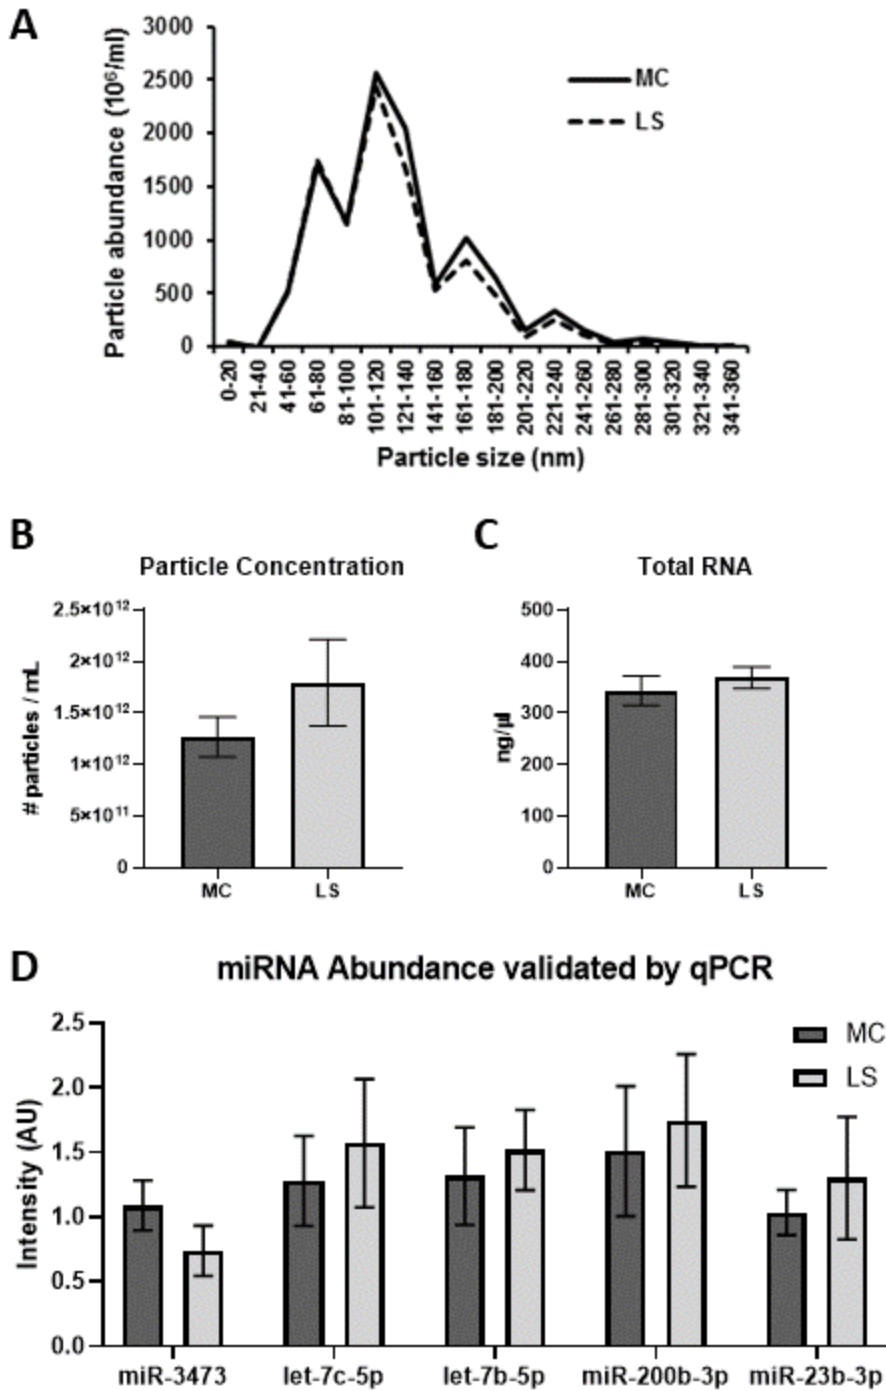 A
3000
2500
2000
1500
1000
500
0
Particle abundance (10⁶/ml)
MC
LS
0-20
21-40
41-60
61-80
81-100
101-120
121-140
141-160
161-180
181-200
201-220
221-240
241-260
261-280
281-300
301-320
321-340
341-360
Particle size (nm)
B
Particle Concentration
2.5×10¹²
2×10¹²
1.5×10¹²
1×10¹²
5×10¹¹
0
# particles / mL
MC
LS
C
Total RNA
500
400
300
200
100
0
ng/µl
MC
LS
D
miRNA Abundance validated by qPCR
2.5
2.0
1.5
1.0
0.5
0.0
Intensity (AU)
MC
LS
miR-3473
let-7c-5p
let-7b-5p
miR-200b-3p
miR-23b-3p